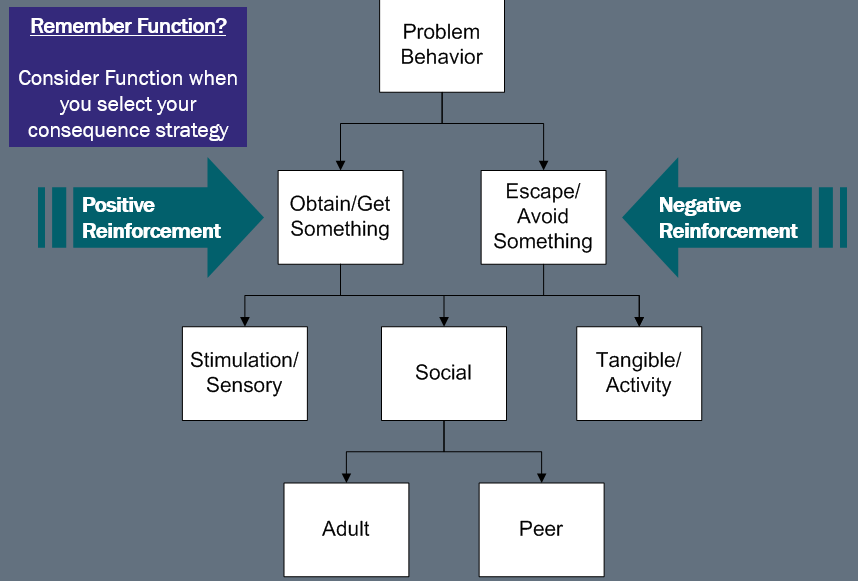 Remember Function?
Consider Function when
you select your
consequence strategy
Problem
Behavior
Positive
Reinforcement
Obtain/Get
Something
Escape/
Avoid
Something
Negative
Reinforcement
Stimulation/
Sensory
Social
Tangible/
Activity
Adult
Peer